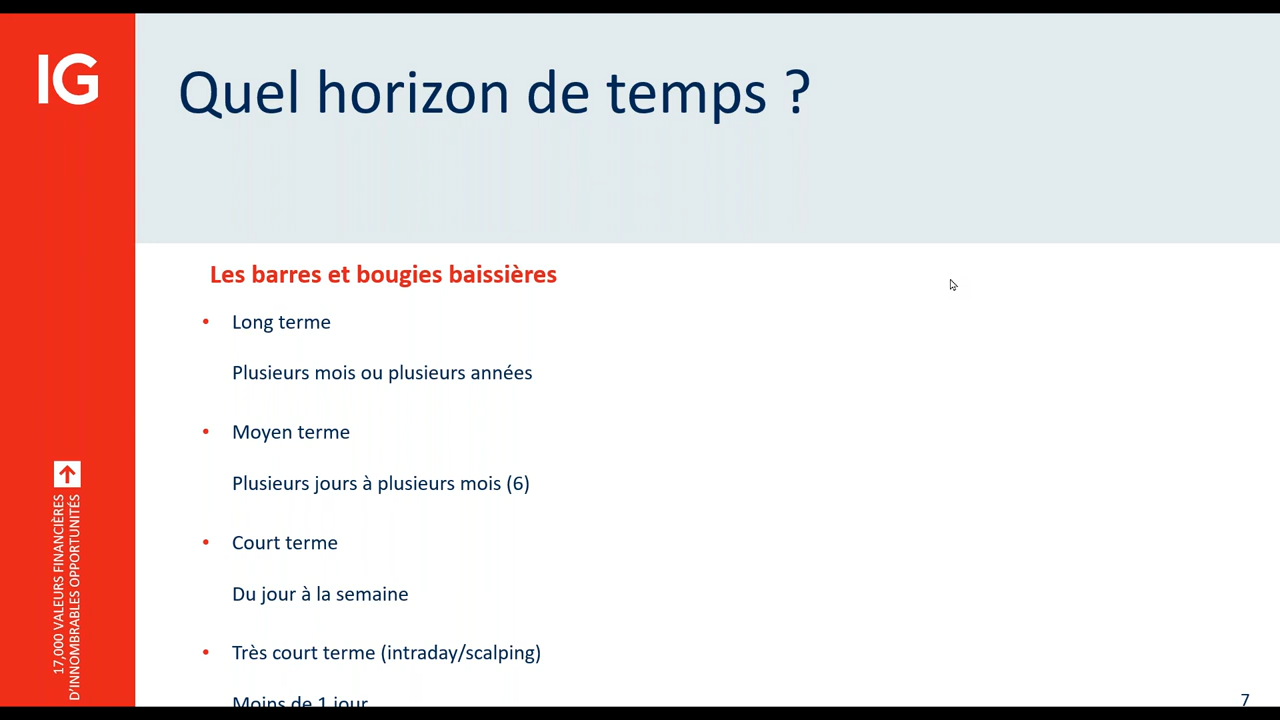 IG
Quel horizon de temps ?
Les barres et bougies baissières
• Long terme
Plusieurs mois ou plusieurs années
• Moyen terme
Plusieurs jours à plusieurs mois (6)
• Court terme
Du jour à la semaine
• Très court terme (intraday/scalping)
Moins de 1 jour
17,000 VALEURS FINANCIÈRES
D'INNOMBRABLES OPPORTUNITÉS
7